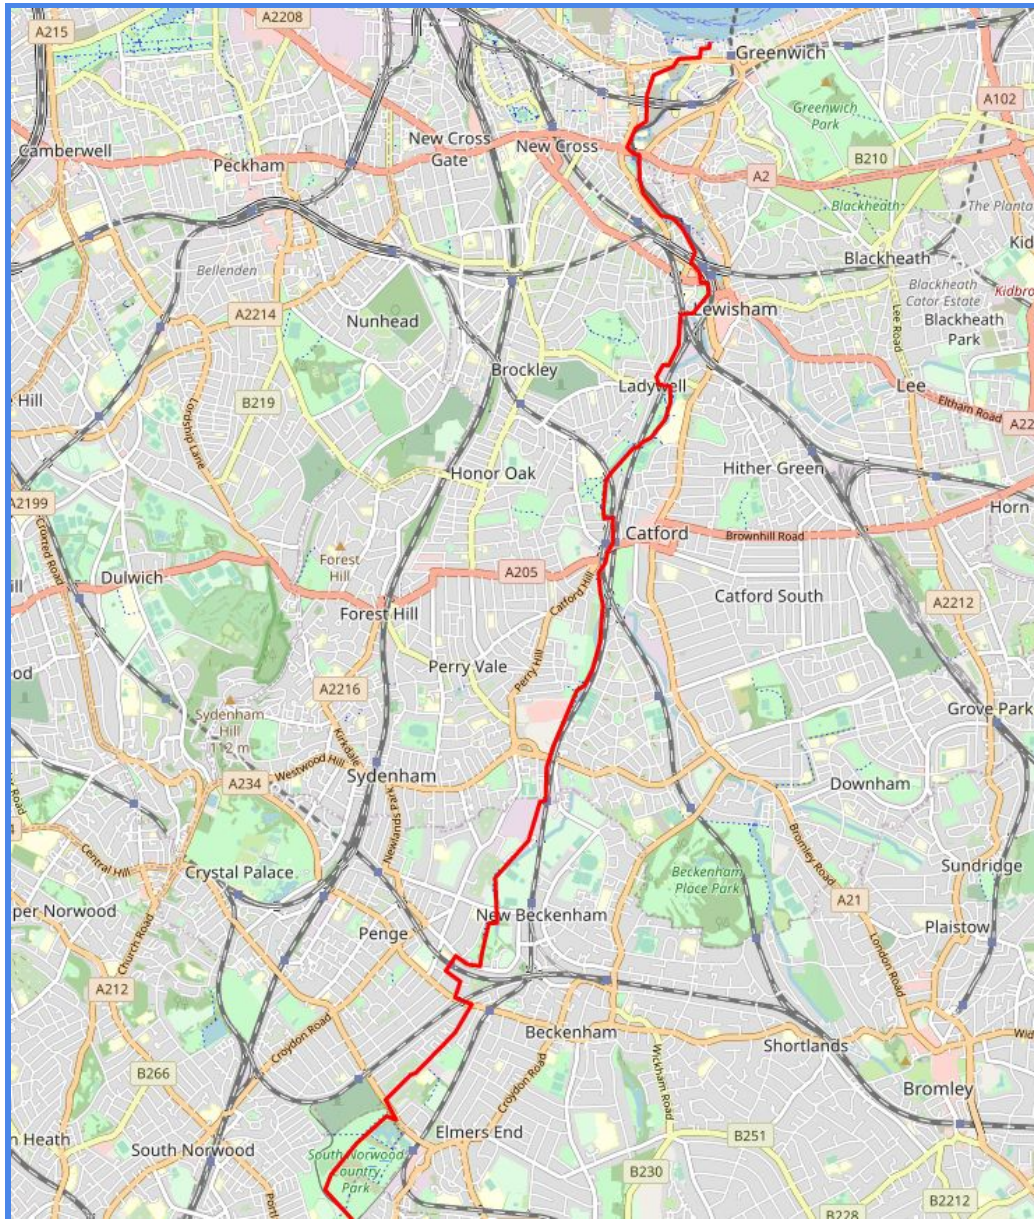 A2208
A215
Greenwich
Greenwich
Park
A102
New Cross
Gate
New Cross
Camberwell
Peckham
B210
A2
Blackheath
The Planta
Bellenden
Kid
Blackheath
Blackheath
Cator Estate
Kidbro
A2214
Nunhead
Lewisham
Lee Road
Blackheath
Park
Brockley
Ladywell
Lee
Hill
B219
Lordship Lane
Eltham Road
A22
Honor Oak
Hither Green
A2199
Horn
Croxted Road
Catford
Brownhill Road
Forest
Hill
Dulwich
A205
Catford Hill
Forest Hill
Catford South
A2212
Perry Vale
Perry Hill
A2216
Sydenham
Hill
112 m
Grove Park
Kirkdale
Westwood Hill
Sydenham
A234
Downham
Newlands Park
Bromley Road
Central Hill
Crystal Palace
Beckenham
Place Park
Sundridge
A21
per Norwood
New Beckenham
Church Road
Penge
Plaistow
London Road
A212
Croydon Road
Beckenham
Shortlands
Wid
B266
Wickham Road
Croydon Road
Bromley
n Heath
Elmers End
B251
South Norwood
South Norwood
Country
Park
B230
Portl
B2212
B228